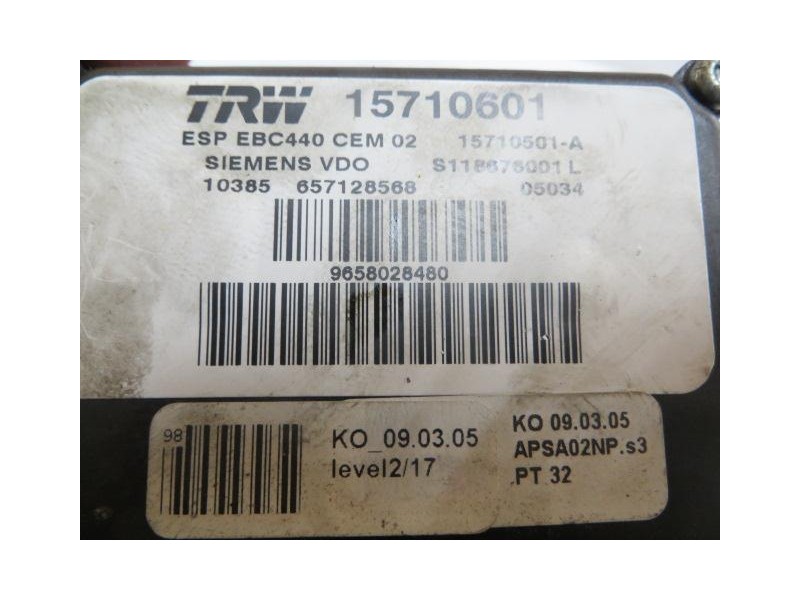 TRW 15710601
ESP EBC440 CEM 02 15710501-A
SIEMENS VDO S118676001 L
10385 657128568 05034
9658028480
98
KO_09.03.05
level2/17
KO 09.03.05
APSA02NP.s3
PT 32